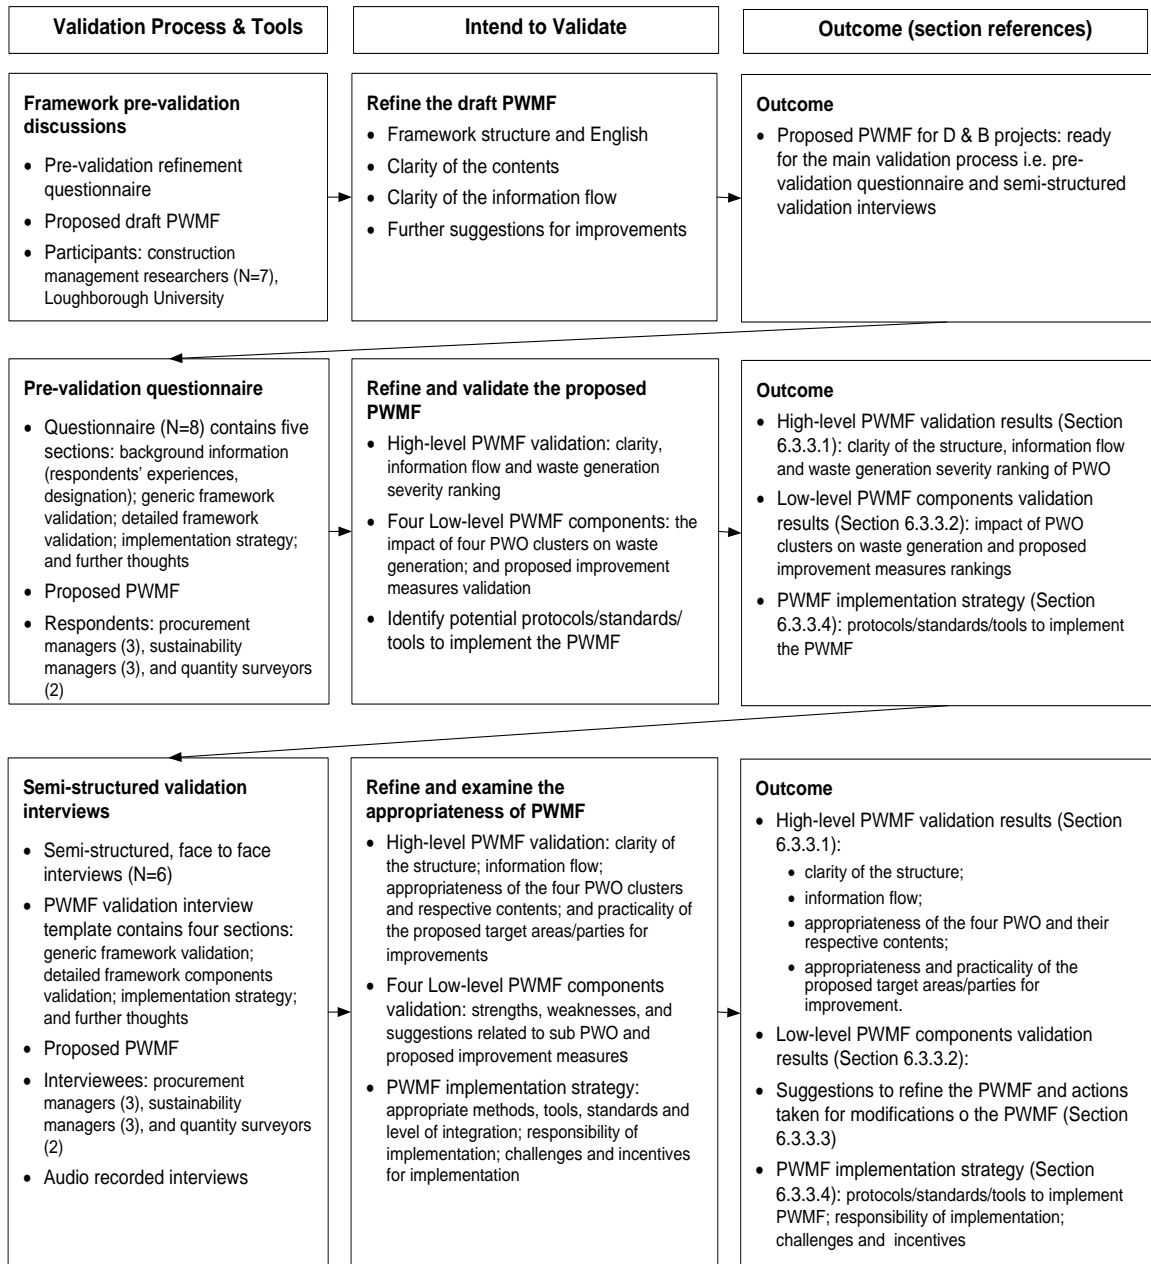 Validation Process & Tools
Intend to Validate
Outcome (section references)
Framework pre-validation
discussions
• Pre-validation refinement
questionnaire
• Proposed draft PWMF
• Participants: construction
management researchers (N=7),
Loughborough University
Refine the draft PWMF
• Framework structure and English
• Clarity of the contents
• Clarity of the information flow
• Further suggestions for improvements
Outcome
• Proposed PWMF for D & B projects: ready
for the main validation process i.e. pre-
validation questionnaire and semi-structured
validation interviews
Pre-validation questionnaire
• Questionnaire (N=8) contains five
sections: background information
(respondents' experiences,
designation); generic framework
validation; detailed framework
validation; implementation strategy;
and further thoughts
• Proposed PWMF
• Respondents: procurement
managers (3), sustainability
managers (3), and quantity surveyors
(2)
Refine and validate the proposed
PWMF
• High-level PWMF validation: clarity,
information flow and waste generation
severity ranking
• Four Low-level PWMF components: the
impact of four PWO clusters on waste
generation; and proposed improvement
measures validation
• Identify potential protocols/standards/
tools to implement the PWMF
Outcome
• High-level PWMF validation results (Section
6.3.3.1): clarity of the structure, information flow
and waste generation severity ranking of PWO
• Low-level PWMF components validation
results (Section 6.3.3.2): impact of PWO
clusters on waste generation and proposed
improvement measures rankings
• PWMF implementation strategy (Section
6.3.3.4): protocols/standards/tools to implement
the PWMF
Semi-structured validation
interviews
• Semi-structured, face to face
interviews (N=6)
• PWMF validation interview
template contains four sections:
generic framework validation;
detailed framework components
validation; implementation strategy;
and further thoughts
• Proposed PWMF
• Interviewees: procurement
managers (3), sustainability
managers (3), and quantity surveyors
(2)
• Audio recorded interviews
Refine and examine the
appropriateness of PWMF
• High-level PWMF validation: clarity of
the structure; information flow;
appropriateness of the four PWO clusters
and respective contents; and practicality of
the proposed target areas/parties for
improvements
• Four Low-level PWMF components
validation: strengths, weaknesses, and
suggestions related to sub PWO and
proposed improvement measures
• PWMF implementation strategy:
appropriate methods, tools, standards and
level of integration; responsibility of
implementation; challenges and incentives
for implementation
Outcome
• High-level PWMF validation results (Section
6.3.3.1):
• clarity of the structure;
• information flow;
• appropriateness of the four PWO and their
respective contents;
• appropriateness and practicality of the
proposed target areas/parties for
improvement.
• Low-level PWMF components validation
results (Section 6.3.3.2):
• Suggestions to refine the PWMF and actions
taken for modifications o the PWMF (Section
6.3.3.3)
• PWMF implementation strategy (Section
6.3.3.4): protocols/standards/tools to implement
PWMF; responsibility of implementation;
challenges and incentives